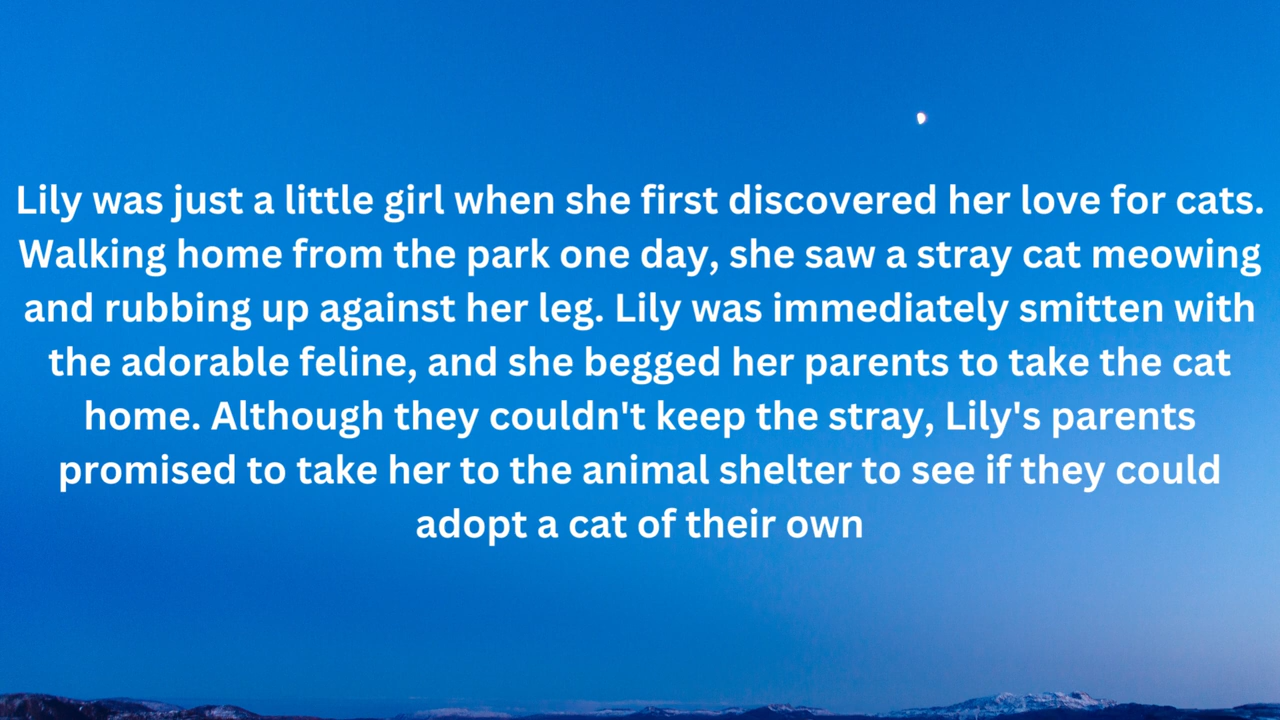 Lily was just a little girl when she first discovered her love for cats.
Walking home from the park one day, she saw a stray cat meowing
and rubbing up against her leg. Lily was immediately smitten with
the adorable feline, and she begged her parents to take the cat
home. Although they couldn't keep the stray, Lily's parents
promised to take her to the animal shelter to see if they could
adopt a cat of their own